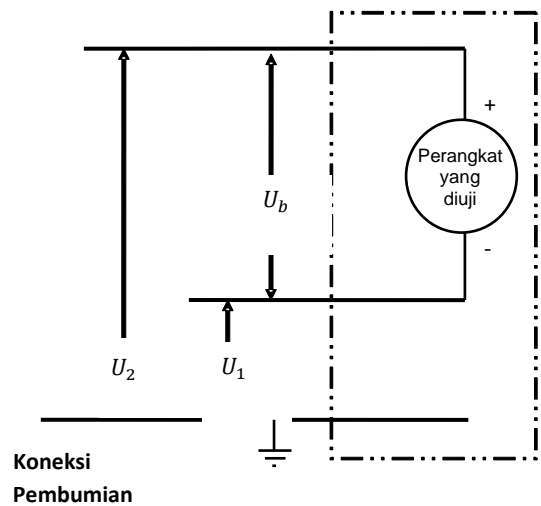 +
Perangkat
yang
diuji
U_b
-
U_2
U_1
Koneksi
Pembumian